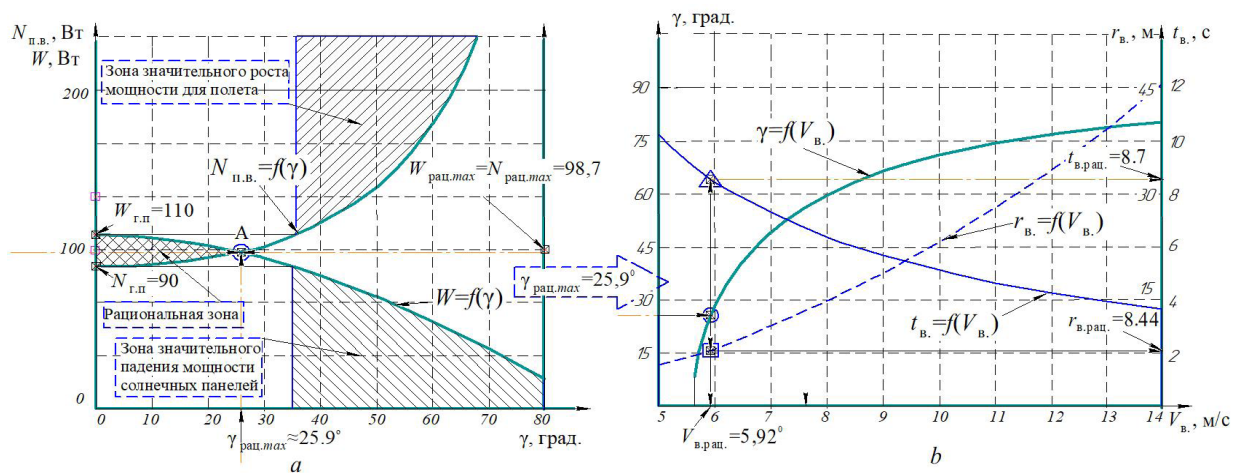 N п.в. , Вт
W, Вт
200
100
0
Зона значительного роста
мощности для полета
N п.в. =f(γ)
W рац.max =N рац.max =98,7
W г.п =110
A
N г.п =90
W=f(γ)
Рациональная зона
Зона значительного
падения мощности
солнечных панелей
10 20 30 40 50 60 70 80
γ рац.max ≈25.9°
γ, град.
a
γ, град.
r в. , м
t в. , с
90
75
60
45
30
15
45
30
15
12
10
8
6
4
2
γ=f(V в. )
t в.рац. =8.7
r в. =f(V в. )
γ рац.max =25,9°
t в. =f(V в. )
r в.рац. =8.44
5 6 7 8 9 10 11 12 13 14
V в. , м/с
V в.рац. =5,92°
b